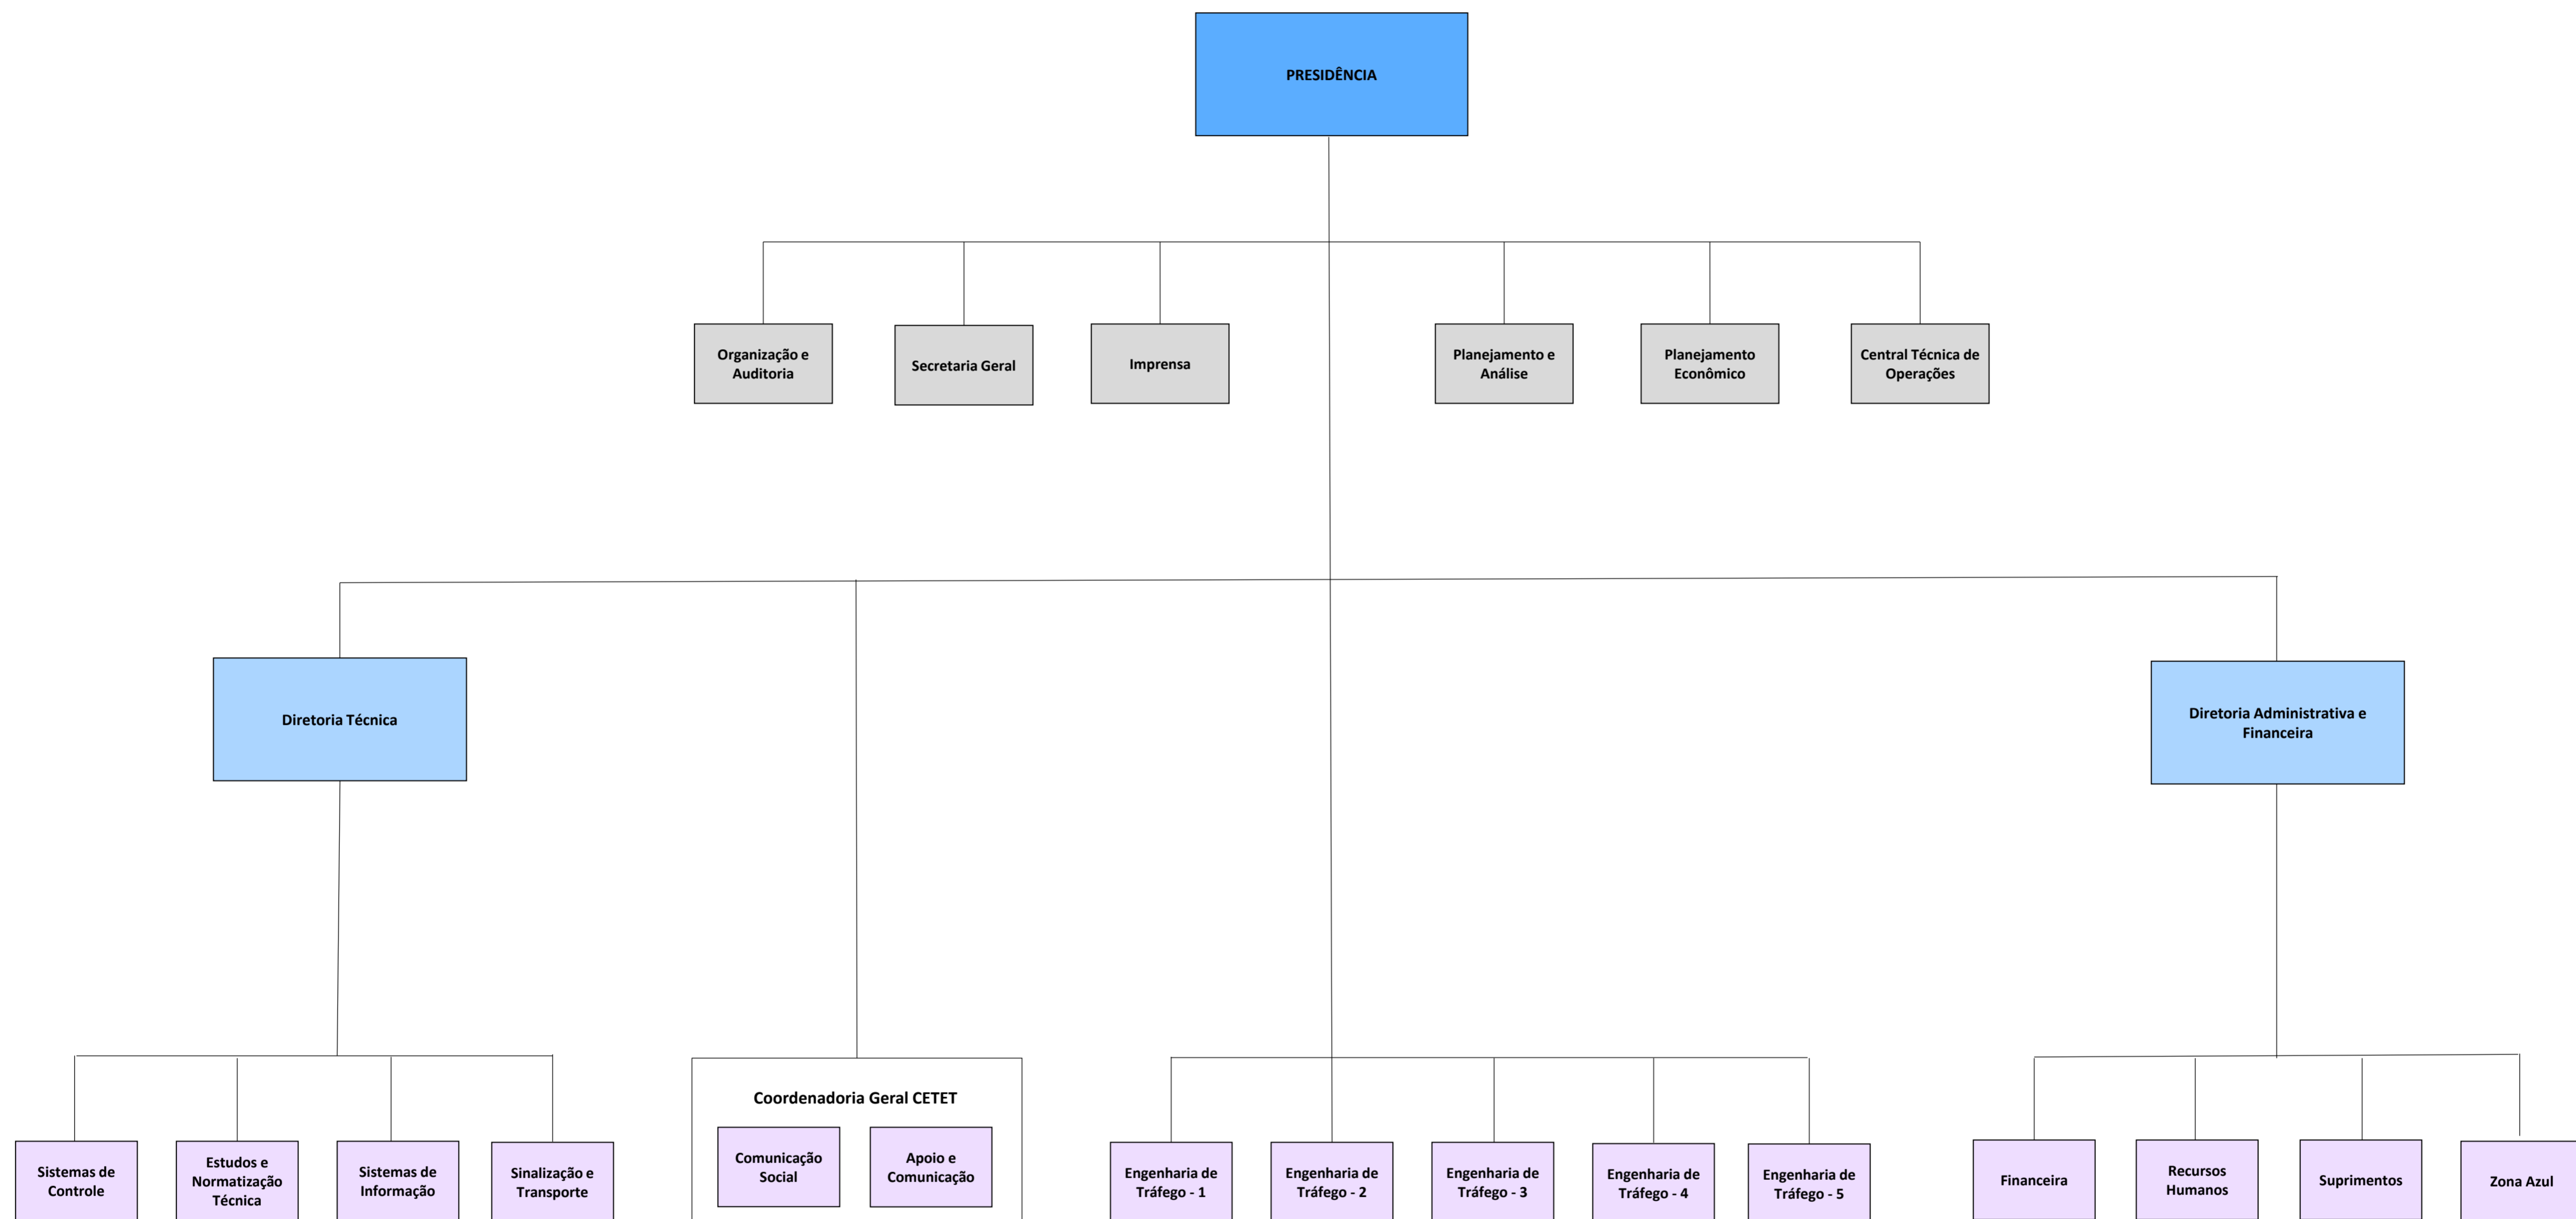 PRESIDÊNCIA
Organização e
Auditoria
Secretaria Geral
Imprensa
Planejamento e
Análise
Planejamento
Econômico
Central Técnica de
Operações
Diretoria Técnica
Diretoria Administrativa e
Financeira
Coordenadoria Geral CETET
Sistemas de
Controle
Estudos e
Normatização
Técnica
Sistemas de
Informação
Sinalização e
Transporte
Comunicação
Social
Apoio e
Comunicação
Engenharia de
Tráfego - 1
Engenharia de
Tráfego - 2
Engenharia de
Tráfego - 3
Engenharia de
Tráfego - 4
Engenharia de
Tráfego - 5
Financeira
Recursos
Humanos
Suprimentos
Zona Azul